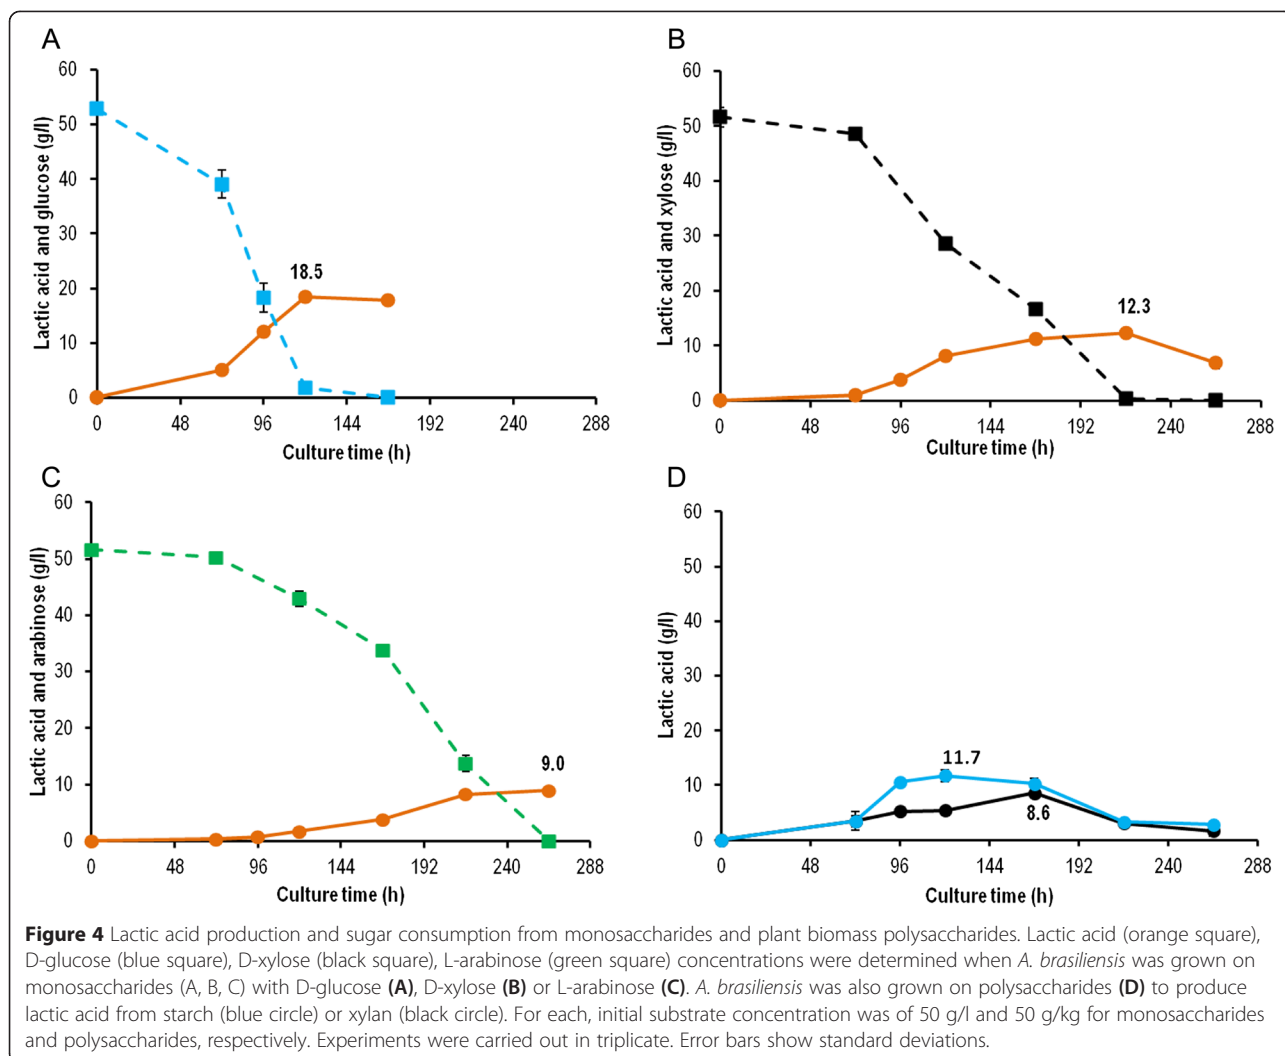 A
Lactic acid and glucose (g/l)
60
50
40
30
20
10
0
18.5
0 48 96 144 192 240 288
Culture time (h)
B
Lactic acid and xylose (g/l)
60
50
40
30
20
10
0
12.3
0 48 96 144 192 240 288
Culture time (h)
C
Lactic acid and arabinose (g/l)
60
50
40
30
20
10
0
9.0
0 48 96 144 192 240 288
Culture time (h)
D
Lactic acid (g/l)
60
50
40
30
20
10
0
11.7
8.6
0 48 96 144 192 240 288
Culture time (h)
Figure 4 Lactic acid production and sugar consumption from monosaccharides and plant biomass polysaccharides. Lactic acid (orange square),
D-glucose (blue square), D-xylose (black square), L-arabinose (green square) concentrations were determined when A. brasiliensis was grown on
monosaccharides (A, B, C) with D-glucose (A), D-xylose (B) or L-arabinose (C). A. brasiliensis was also grown on polysaccharides (D) to produce
lactic acid from starch (blue circle) or xylan (black circle). For each, initial substrate concentration was of 50 g/l and 50 g/kg for monosaccharides
and polysaccharides, respectively. Experiments were carried out in triplicate. Error bars show standard deviations.